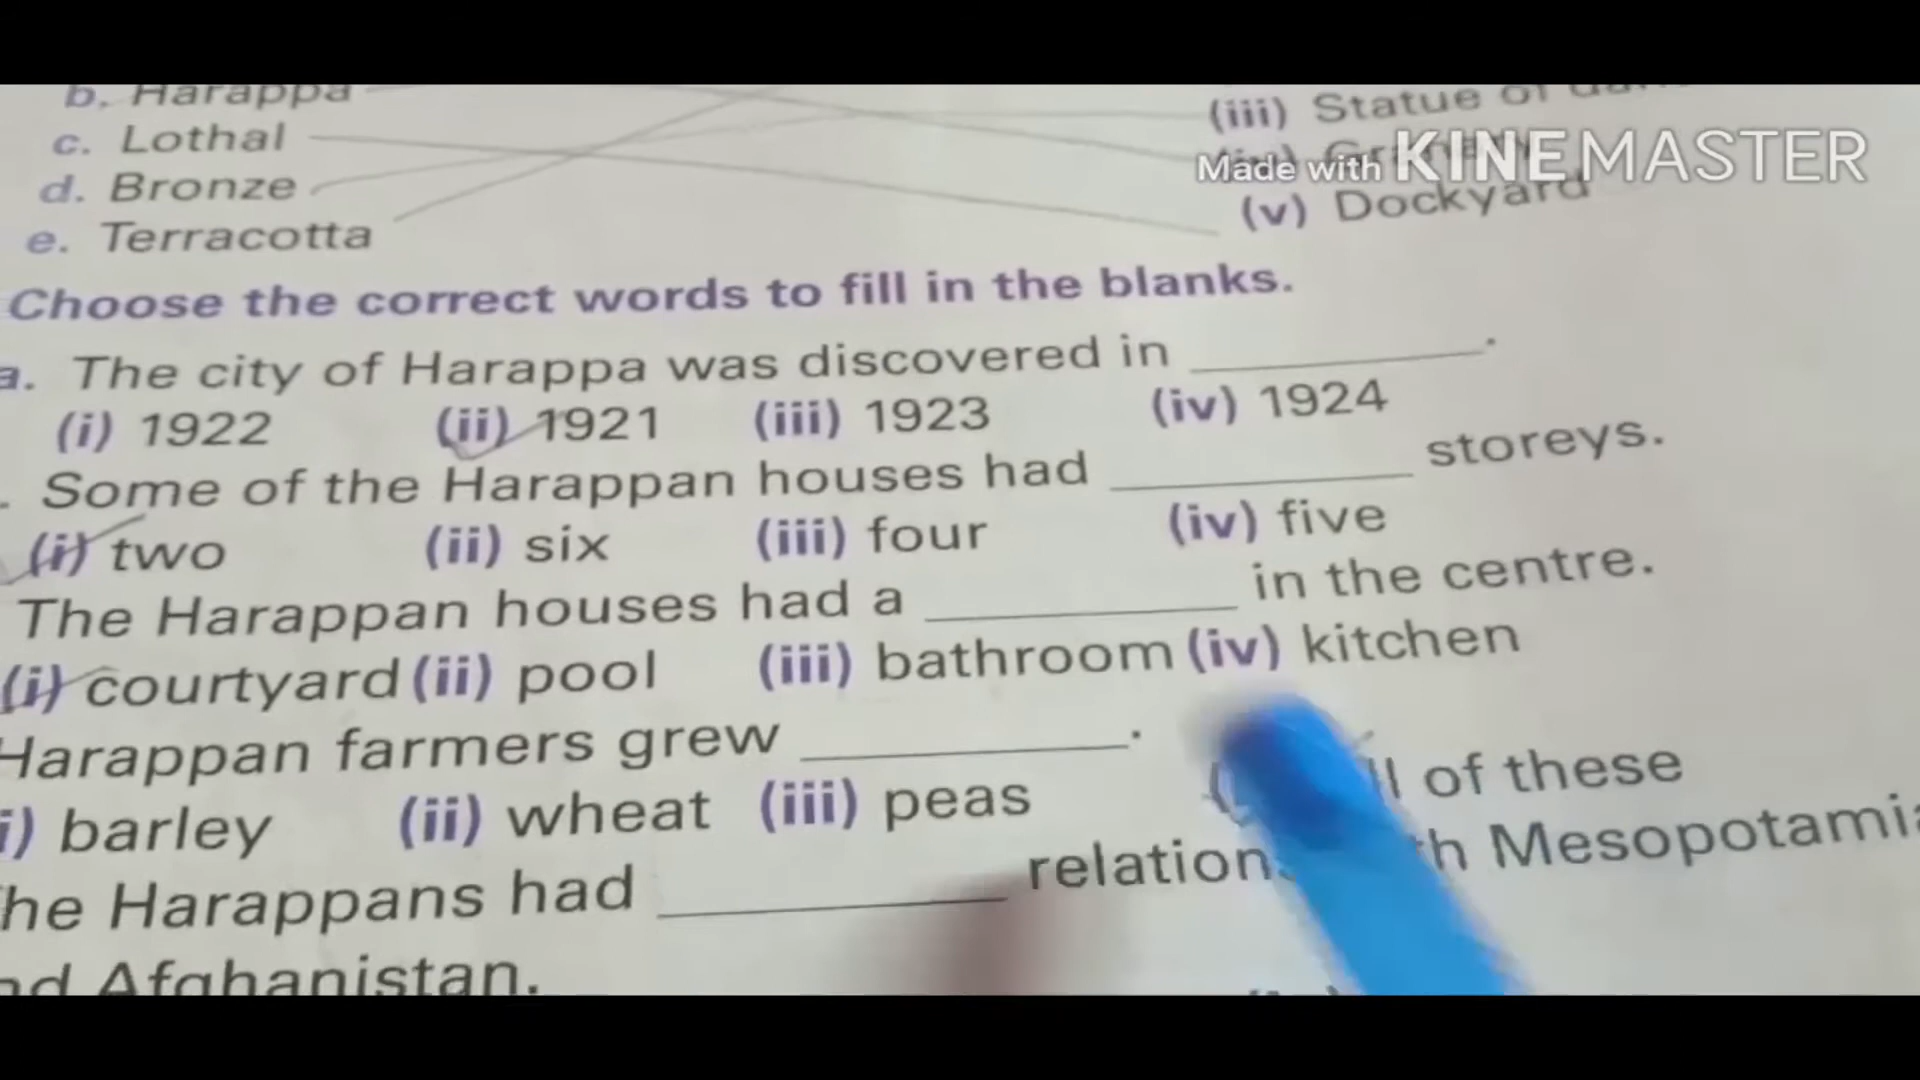 b. Harappa
(iii) Statue of
c. Lothal
Made with KINEMASTER
d. Bronze
(v) Dockyard
e. Terracotta
Choose the correct words to fill in the blanks.
a. The city of Harappa was discovered in ________.
(i) 1922 (ii) 1921 (iii) 1923 (iv) 1924
. Some of the Harappan houses had ________ storeys.
(i) two (ii) six (iii) four (iv) five
The Harappan houses had a ________ in the centre.
(i) courtyard (ii) pool (iii) bathroom (iv) kitchen
Harappan farmers grew ________.
i) barley (ii) wheat (iii) peas of these
he Harappans had ________ relation Mesopotamia
Afghanistan.